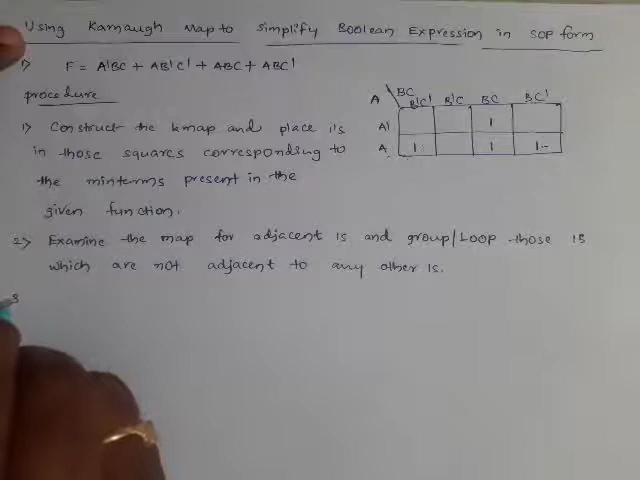 Using Karnaugh Map to Simplify Boolean Expression in SOP form
1) F = A'BC + AB'C' + ABC + ABC'
procedure
A BC
B'C' B'C BC BC'
A' 1
A 1 1 1
1) Construct the kmap and place 1s
in those squares corresponding to
the minterms present in the
given function.
2) Examine the map for adjacent 1s and group/Loop those 1s
which are not adjacent to any other 1s.
3